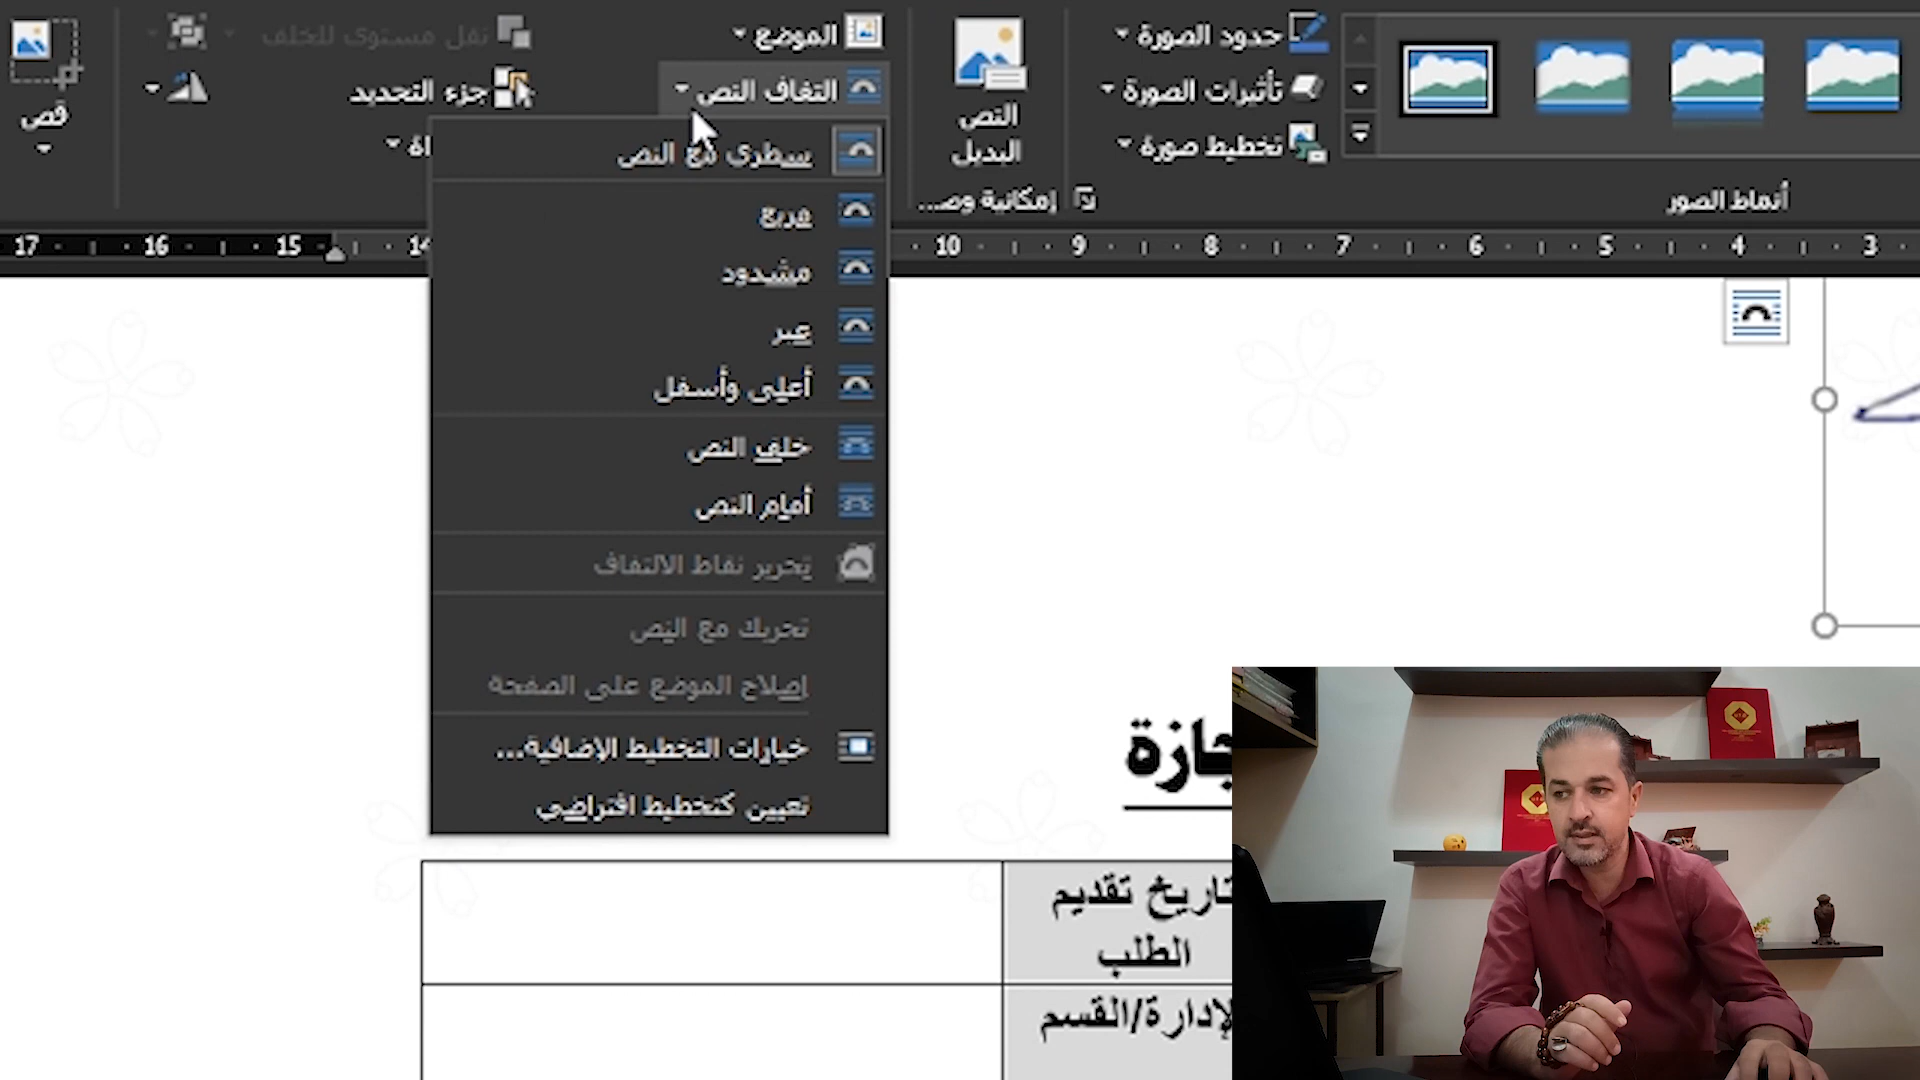 أنماط الصور
حدود الصورة
تأثيرات الصورة
تخطيط صورة
النص
البديل
إمكانية وصـ...
الموضع
التفاف النص
نقل مستوى للخلف
جزء التحديد
اة
قص
سطري مع النص
مربع
مشدود
عبر
أعلى وأسفل
خلف النص
أمام النص
تحرير نقاط الالتفاف
تحريك مع النص
إصلاح الموضع على الصفحة
خيارات التخطيط الإضافية...
تعيين كتخطيط افتراضي
17 16 15 14 10 9 8 7 6 5 4 3
جازة
تاريخ تقديم
الطلب
لإدارة/القسم